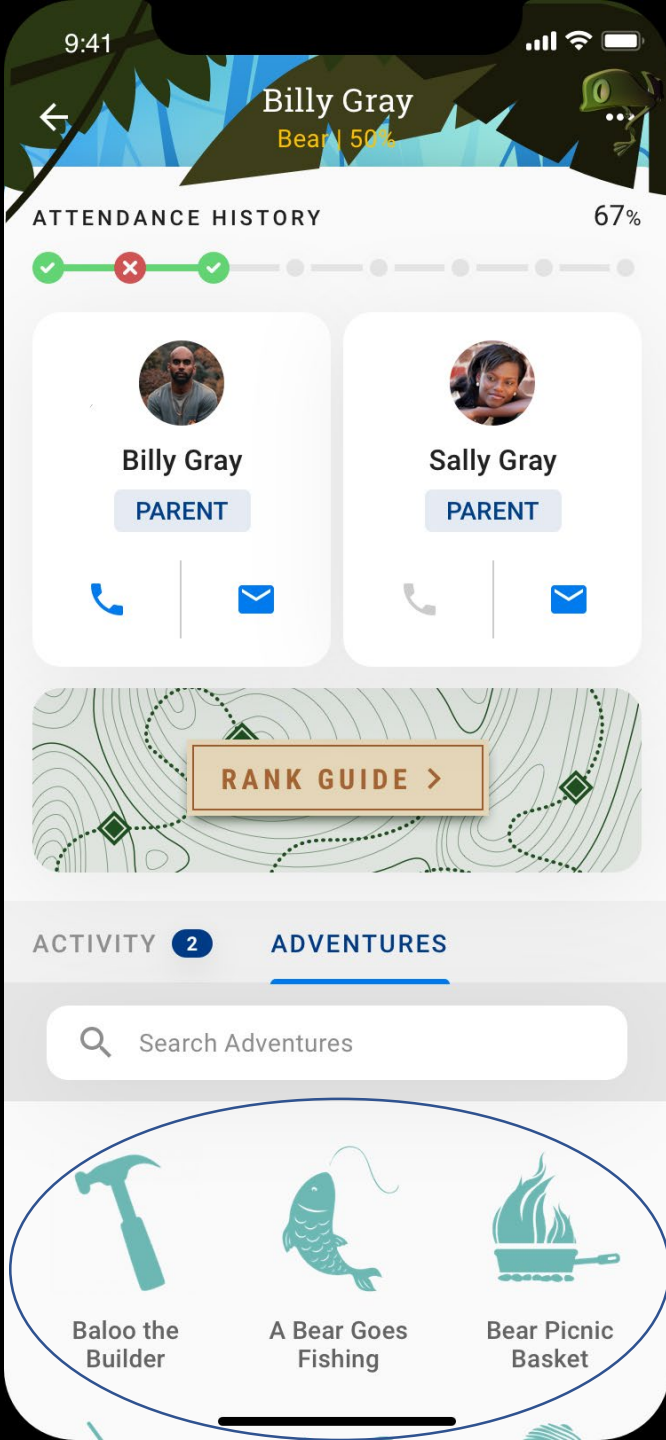 9:41
Billy Gray
Bear | 50%
ATTENDANCE HISTORY 67%
Billy Gray Sally Gray
PARENT PARENT
RANK GUIDE >
ACTIVITY 2 ADVENTURES
Search Adventures
Baloo the A Bear Goes Bear Picnic
Builder Fishing Basket